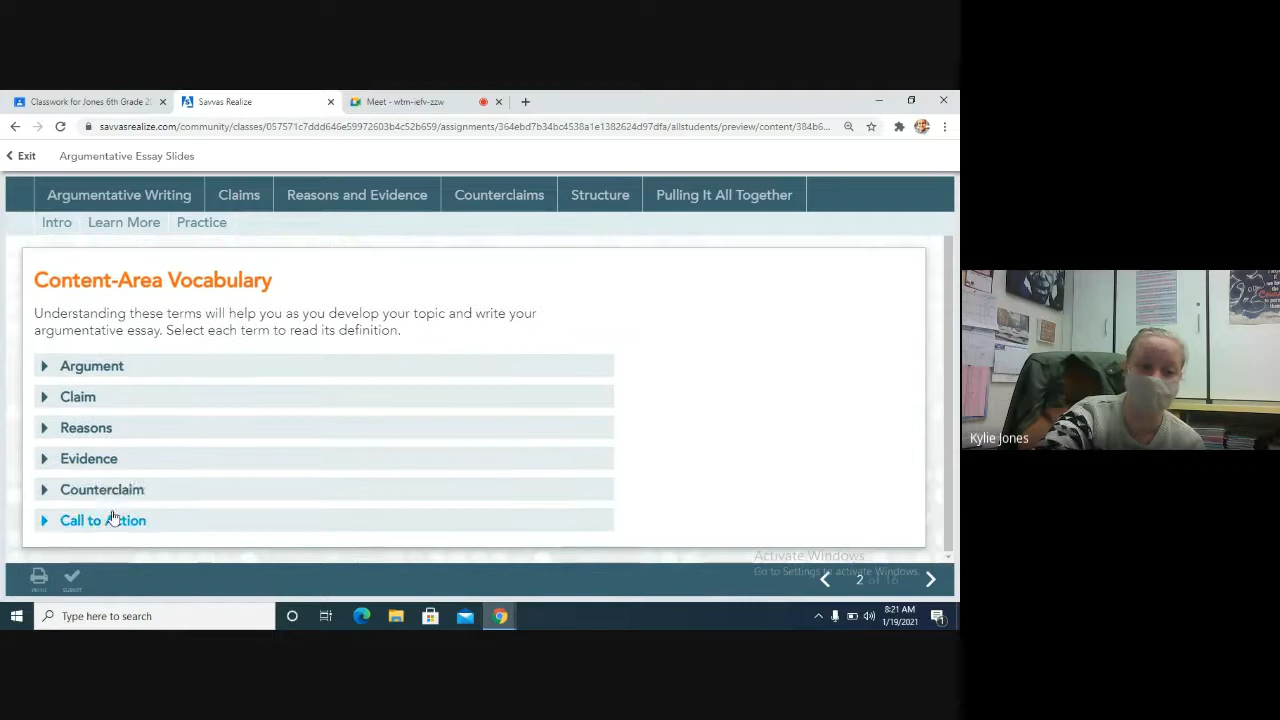 Classwork for Jones 6th Grade 2
Savvas Realize
Meet - wtm-iefv-zzw
savvasrealize.com/community/classes/057571c7ddd646e59972603b4c52b659/assignments/364ebd7b34bc4538a1e1382624d97dfa/allstudents/preview/content/384b6...
Exit
Argumentative Essay Slides
Argumentative Writing
Claims
Reasons and Evidence
Counterclaims
Structure
Pulling It All Together
Intro
Learn More
Practice
Content-Area Vocabulary
Understanding these terms will help you as you develop your topic and write your
argumentative essay. Select each term to read its definition.
Argument
Claim
Reasons
Evidence
Counterclaim
Call to Action
Kylie Jones
Activate Windows
Go to Settings to activate Windows.
2 of 16
SUBMIT
Type here to search
8:21 AM
1/19/2021